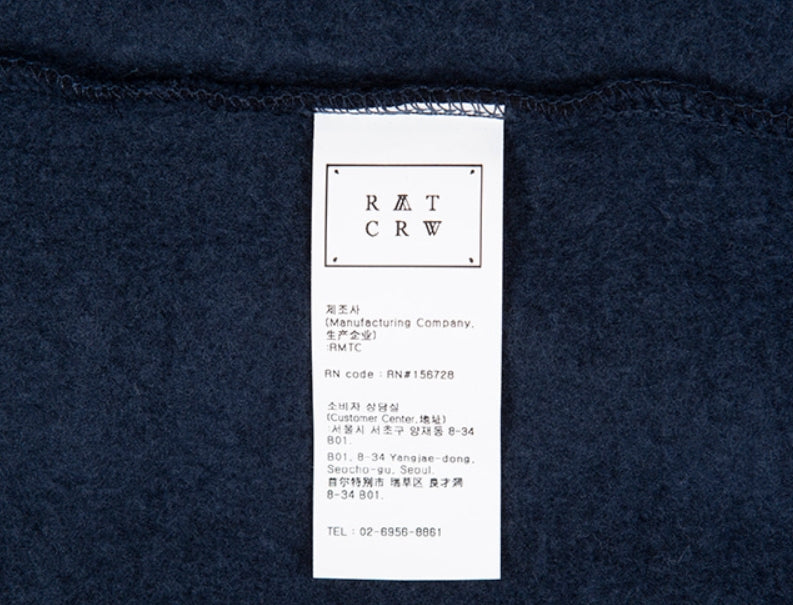 RAT
CRW
제조사
(Manufacturing Company,
生产企业)
:RMTC
RN code : RN#156728
소비자 상담실
(Customer Center,地址)
:서울시 서초구 양재동 8-34
B01.
B01, 8-34 Yangjae-dong,
Seocho-gu, Seoul.
首尔特别市 瑞草区 良才洞
8-34 B01.
TEL : 02-6956-8861